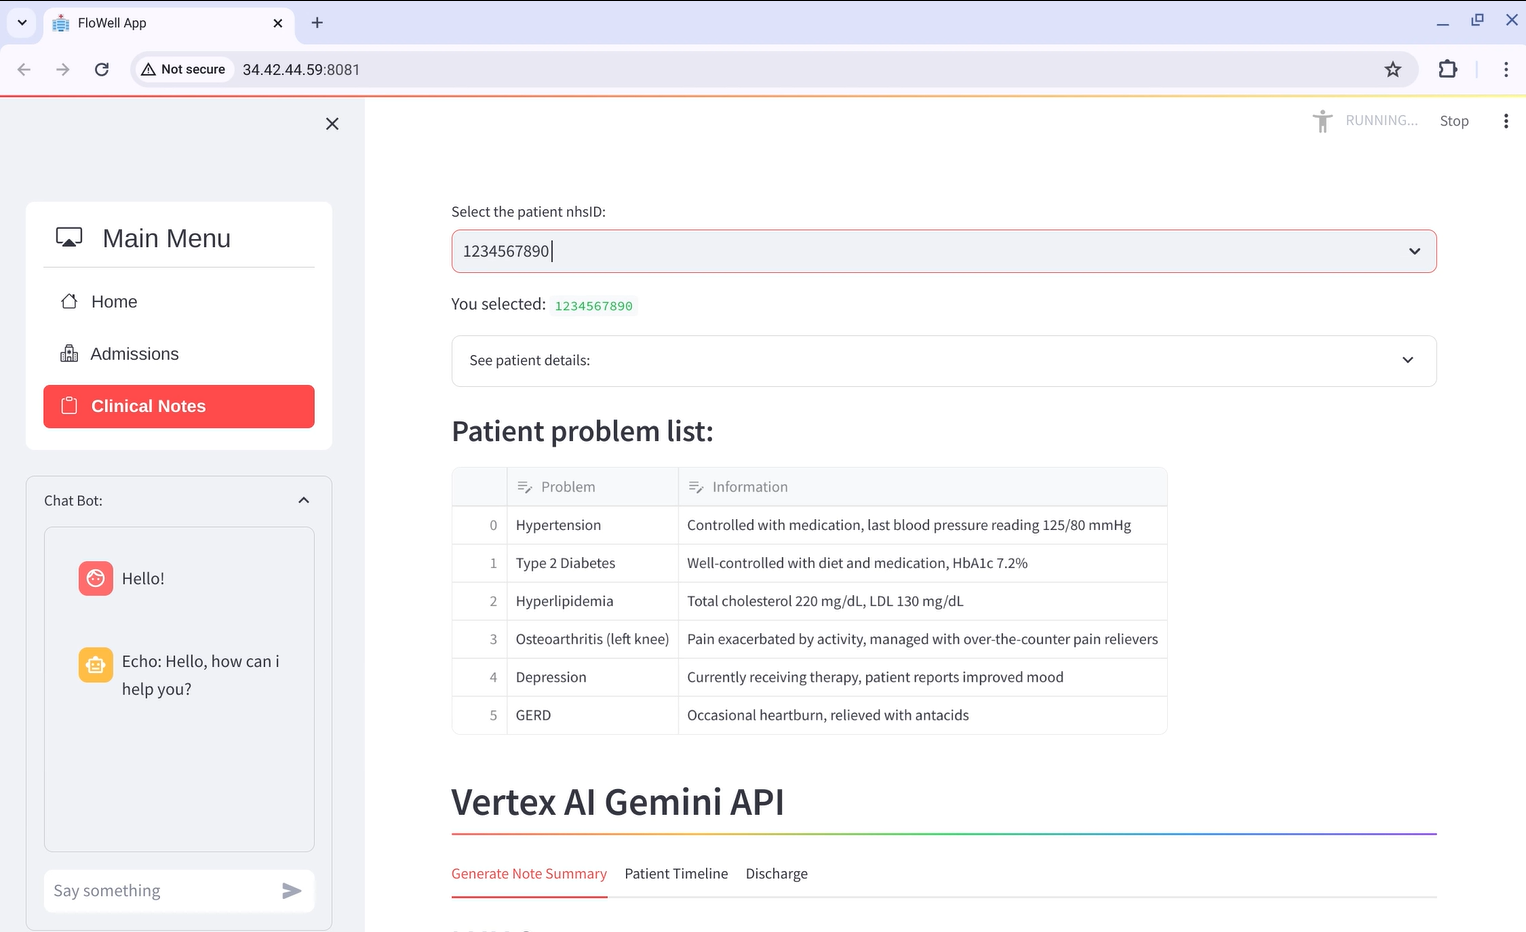 FloWell App
Not secure
34.42.44.59:8081
RUNNING...
Stop
Main Menu
Home
Admissions
Clinical Notes
Chat Bot:
Hello!
Echo: Hello, how can i
help you?
Say something
Select the patient nhsID:
1234567890
You selected: 1234567890
See patient details:
Patient problem list:
Problem Information
0 Hypertension Controlled with medication, last blood pressure reading 125/80 mmHg
1 Type 2 Diabetes Well-controlled with diet and medication, HbA1c 7.2%
2 Hyperlipidemia Total cholesterol 220 mg/dL, LDL 130 mg/dL
3 Osteoarthritis (left knee) Pain exacerbated by activity, managed with over-the-counter pain relievers
4 Depression Currently receiving therapy, patient reports improved mood
5 GERD Occasional heartburn, relieved with antacids
Vertex AI Gemini API
Generate Note Summary Patient Timeline Discharge